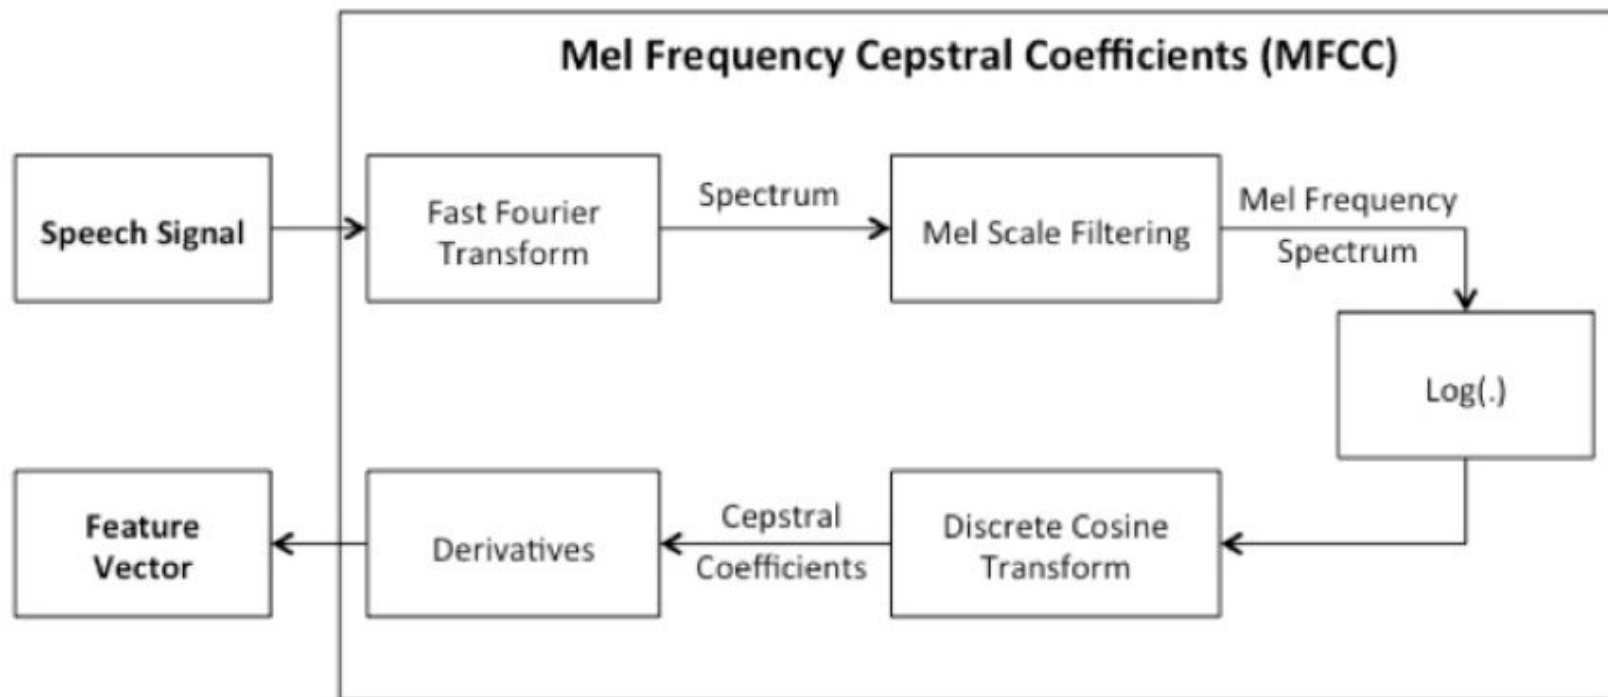 Mel Frequency Cepstral Coefficients (MFCC)
Speech Signal
Fast Fourier
Transform
Spectrum
Mel Scale Filtering
Mel Frequency
Spectrum
Log(.)
Discrete Cosine
Transform
Cepstral
Coefficients
Derivatives
Feature
Vector